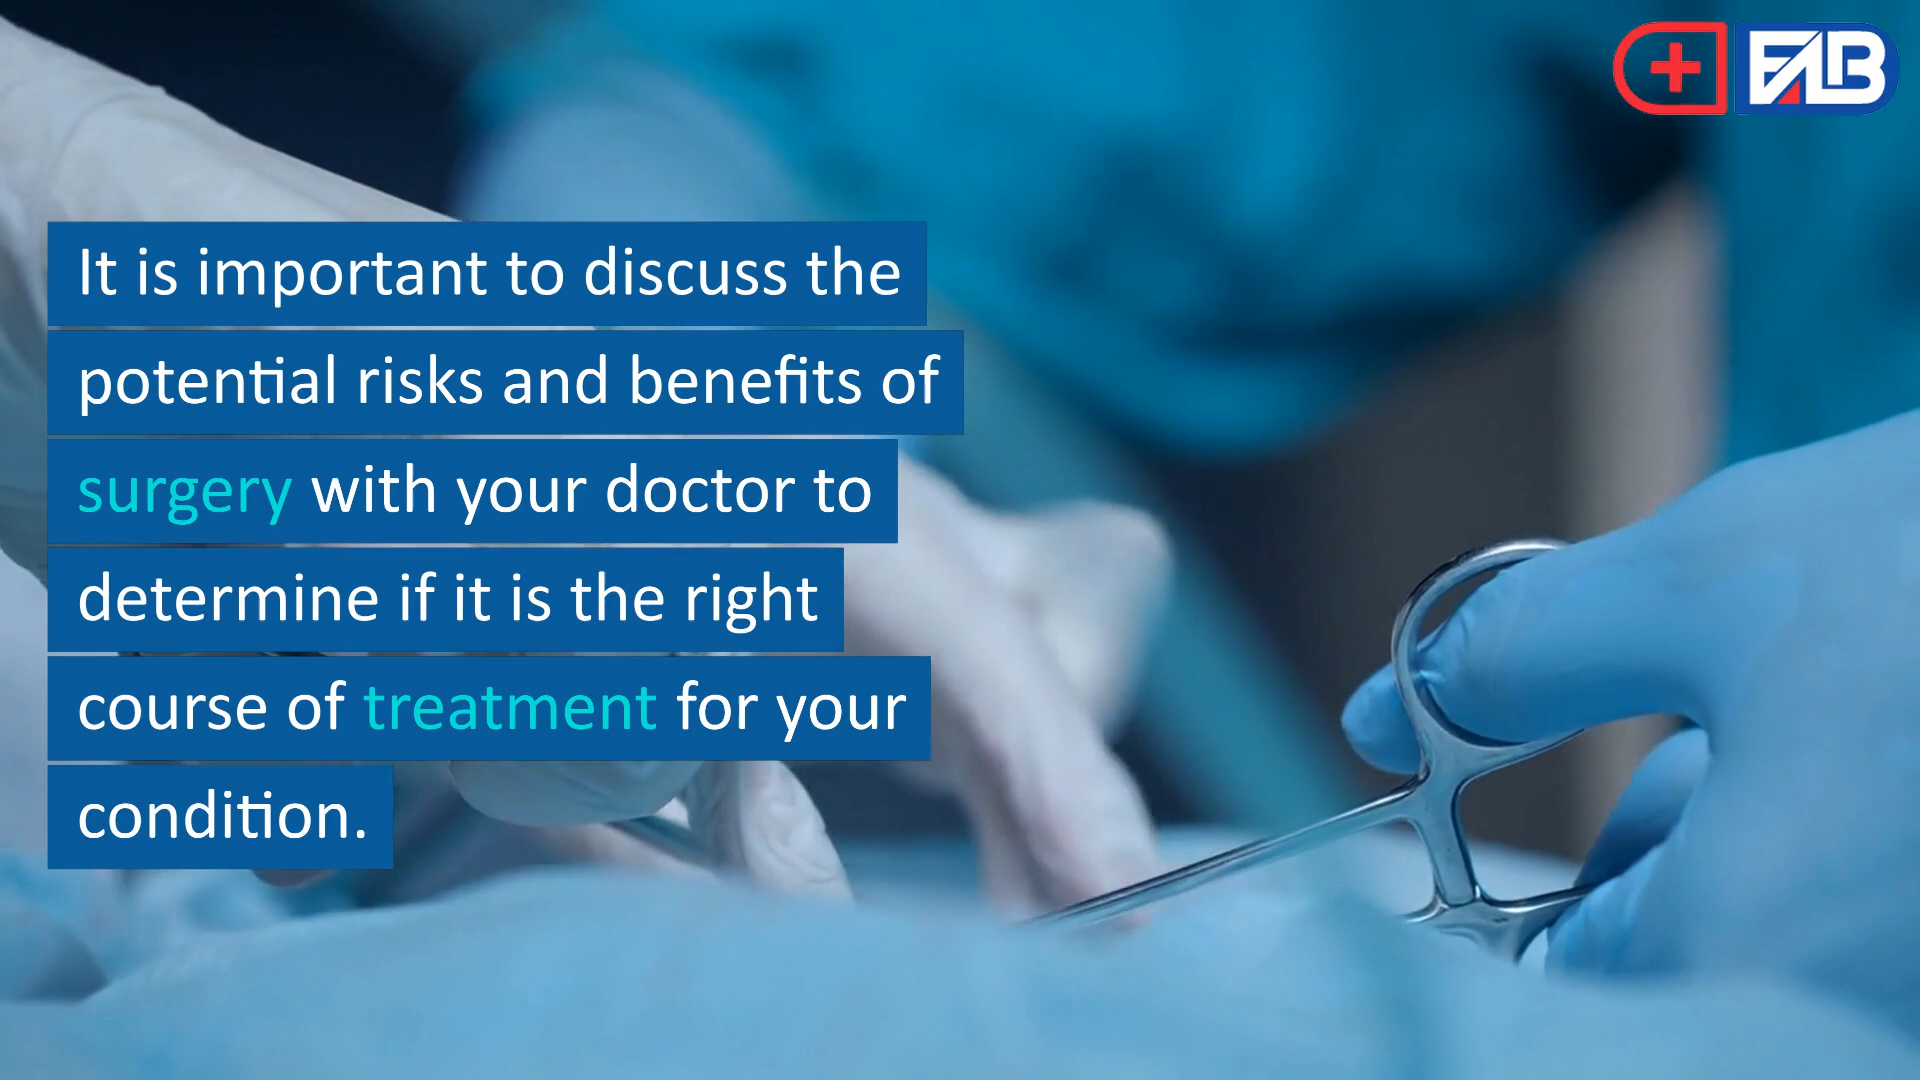 FAB
It is important to discuss the
potential risks and benefits of
surgery with your doctor to
determine if it is the right
course of treatment for your
condition.